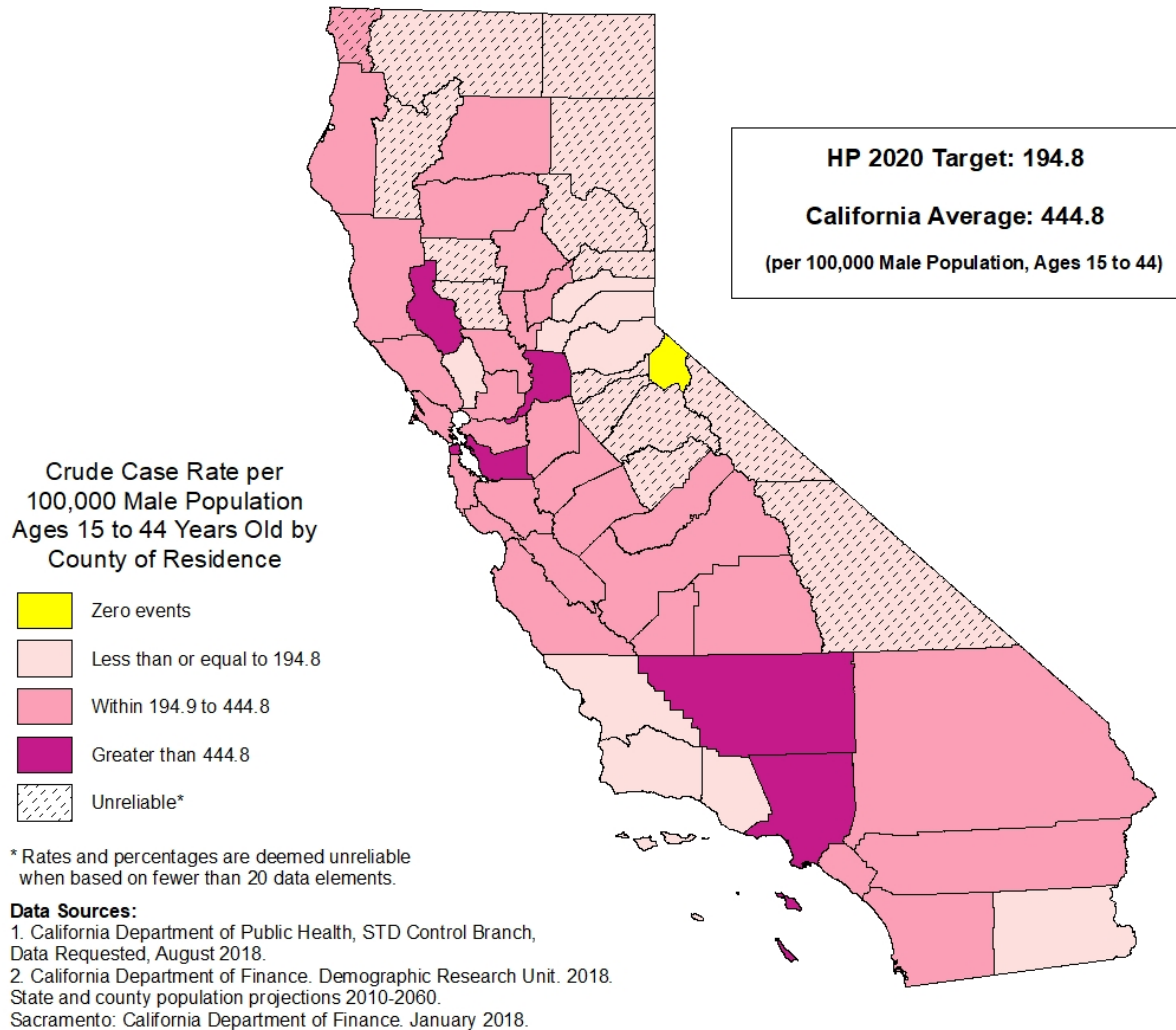 HP 2020 Target: 194.8
California Average: 444.8
(per 100,000 Male Population, Ages 15 to 44)
Crude Case Rate per
100,000 Male Population
Ages 15 to 44 Years Old by
County of Residence
Zero events
Less than or equal to 194.8
Within 194.9 to 444.8
Greater than 444.8
Unreliable*
* Rates and percentages are deemed unreliable
when based on fewer than 20 data elements.
Data Sources:
1. California Department of Public Health, STD Control Branch,
Data Requested, August 2018.
2. California Department of Finance. Demographic Research Unit. 2018.
State and county population projections 2010-2060.
Sacramento: California Department of Finance. January 2018.